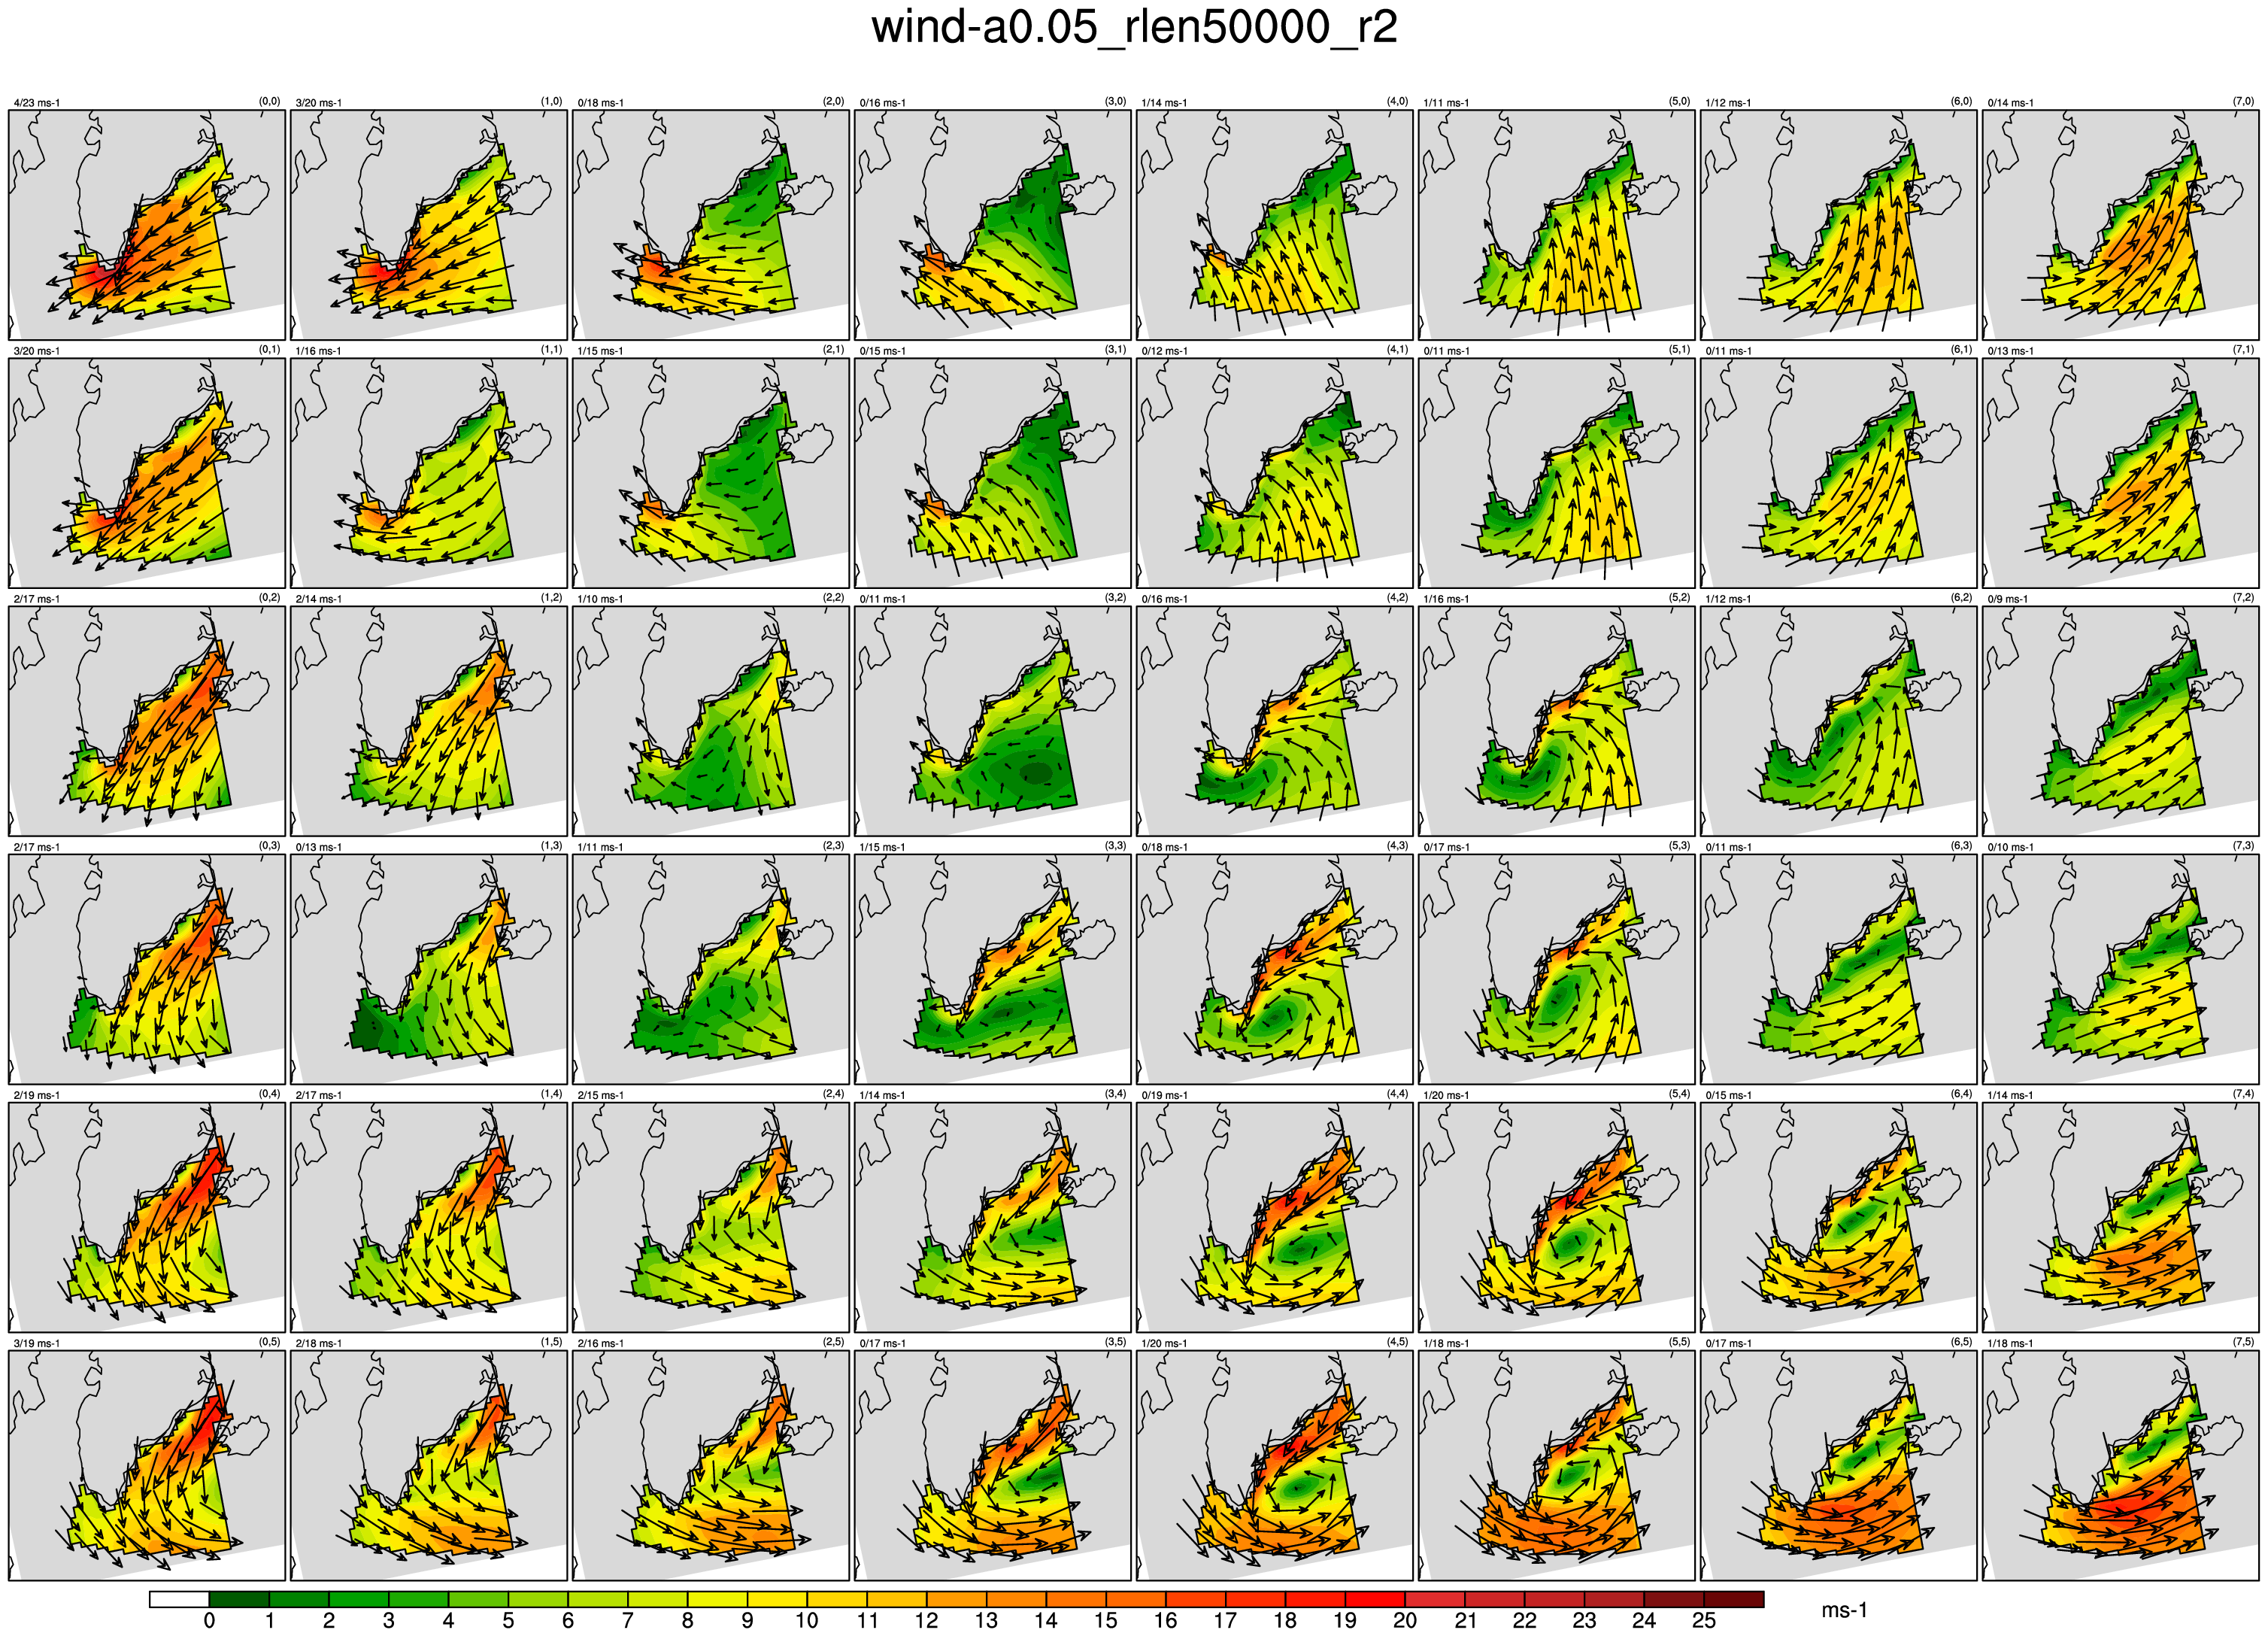 wind-a0.05_rlen50000_r2
4/23 ms-1 (0,0) 3/20 ms-1 (1,0) 0/18 ms-1 (2,0) 0/16 ms-1 (3,0) 1/14 ms-1 (4,0) 1/11 ms-1 (5,0) 1/12 ms-1 (6,0) 0/14 ms-1 (7,0)
3/20 ms-1 (0,1) 1/16 ms-1 (1,1) 1/15 ms-1 (2,1) 0/15 ms-1 (3,1) 0/12 ms-1 (4,1) 0/11 ms-1 (5,1) 0/11 ms-1 (6,1) 0/13 ms-1 (7,1)
2/17 ms-1 (0,2) 2/14 ms-1 (1,2) 1/10 ms-1 (2,2) 0/11 ms-1 (3,2) 0/16 ms-1 (4,2) 1/16 ms-1 (5,2) 1/12 ms-1 (6,2) 0/9 ms-1 (7,2)
2/17 ms-1 (0,3) 0/13 ms-1 (1,3) 1/11 ms-1 (2,3) 1/15 ms-1 (3,3) 0/18 ms-1 (4,3) 0/17 ms-1 (5,3) 0/11 ms-1 (6,3) 0/10 ms-1 (7,3)
2/19 ms-1 (0,4) 2/17 ms-1 (1,4) 2/15 ms-1 (2,4) 1/14 ms-1 (3,4) 0/19 ms-1 (4,4) 1/20 ms-1 (5,4) 0/15 ms-1 (6,4) 1/14 ms-1 (7,4)
3/19 ms-1 (0,5) 2/18 ms-1 (1,5) 2/16 ms-1 (2,5) 0/17 ms-1 (3,5) 1/20 ms-1 (4,5) 1/18 ms-1 (5,5) 0/17 ms-1 (6,5) 1/18 ms-1 (7,5)
0 1 2 3 4 5 6 7 8 9 10 11 12 13 14 15 16 17 18 19 20 21 22 23 24 25 ms-1